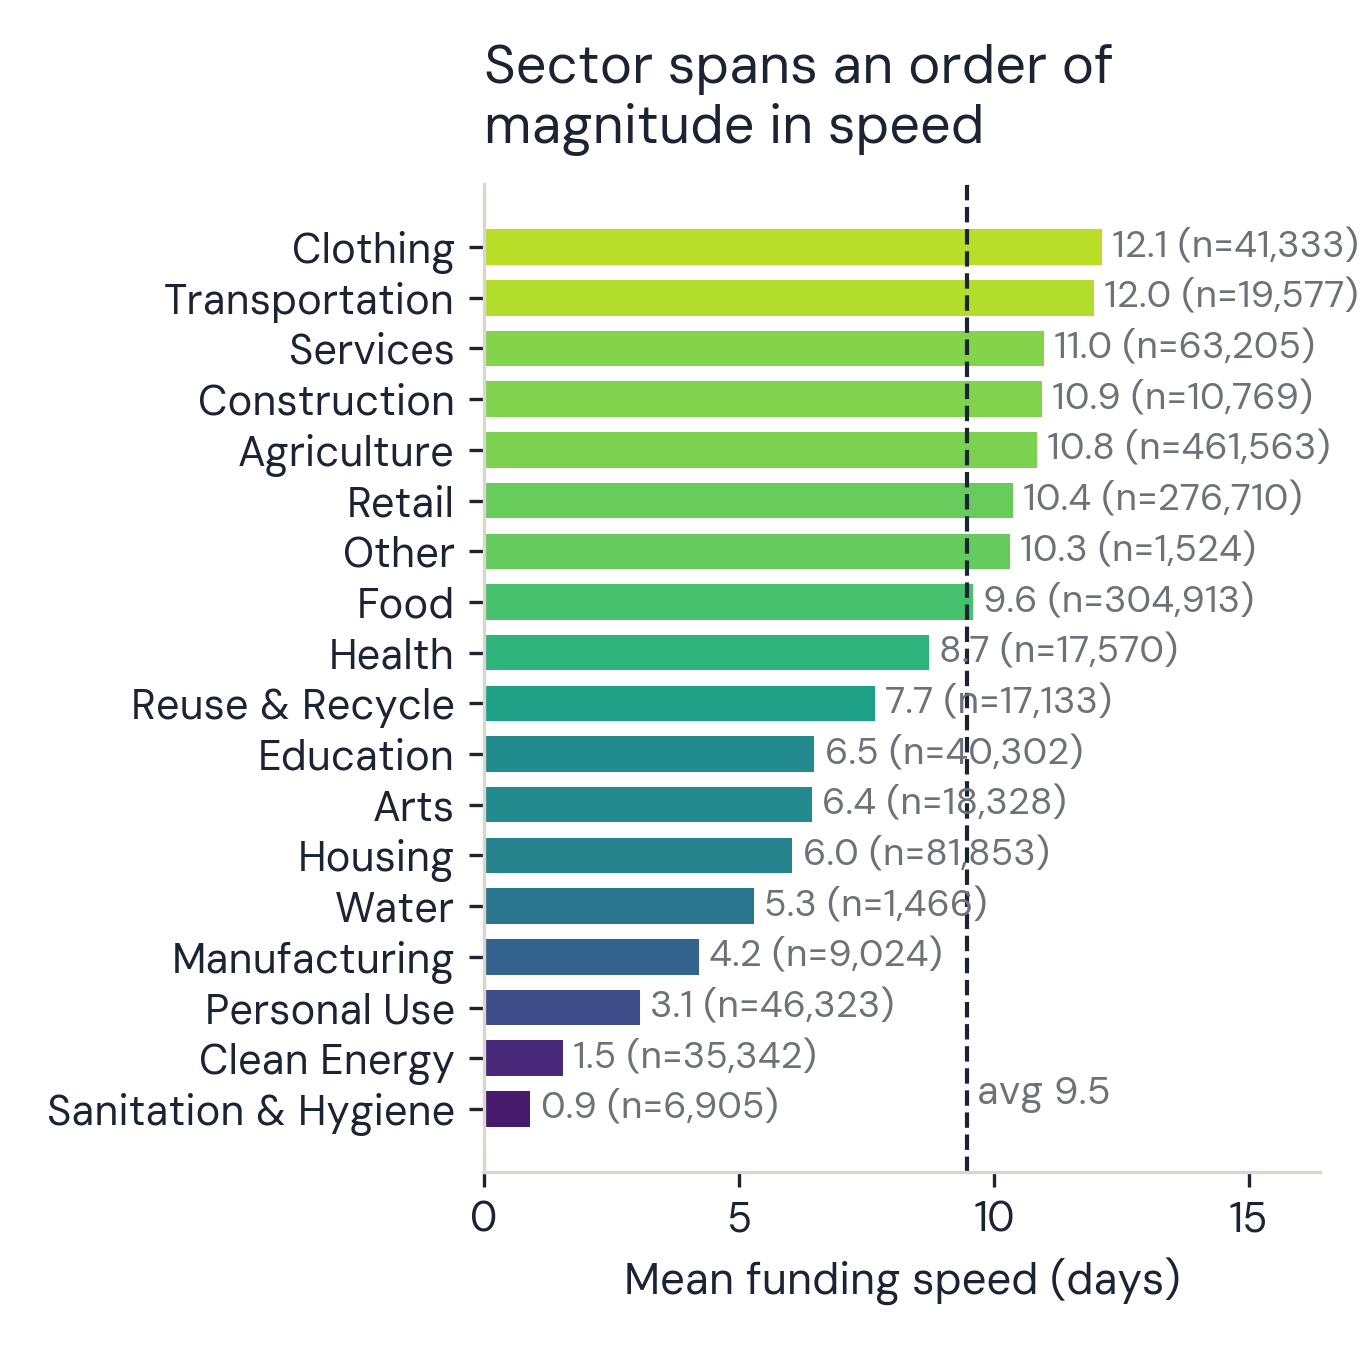 Sector spans an order of
magnitude in speed
Clothing 12.1 (n=41,333)
Transportation 12.0 (n=19,577)
Services 11.0 (n=63,205)
Construction 10.9 (n=10,769)
Agriculture 10.8 (n=461,563)
Retail 10.4 (n=276,710)
Other 10.3 (n=1,524)
Food 9.6 (n=304,913)
Health 8.7 (n=17,570)
Reuse & Recycle 7.7 (n=17,133)
Education 6.5 (n=40,302)
Arts 6.4 (n=18,328)
Housing 6.0 (n=81,853)
Water 5.3 (n=1,466)
Manufacturing 4.2 (n=9,024)
Personal Use 3.1 (n=46,323)
Clean Energy 1.5 (n=35,342)
avg 9.5
Sanitation & Hygiene 0.9 (n=6,905)
0 5 10 15
Mean funding speed (days)